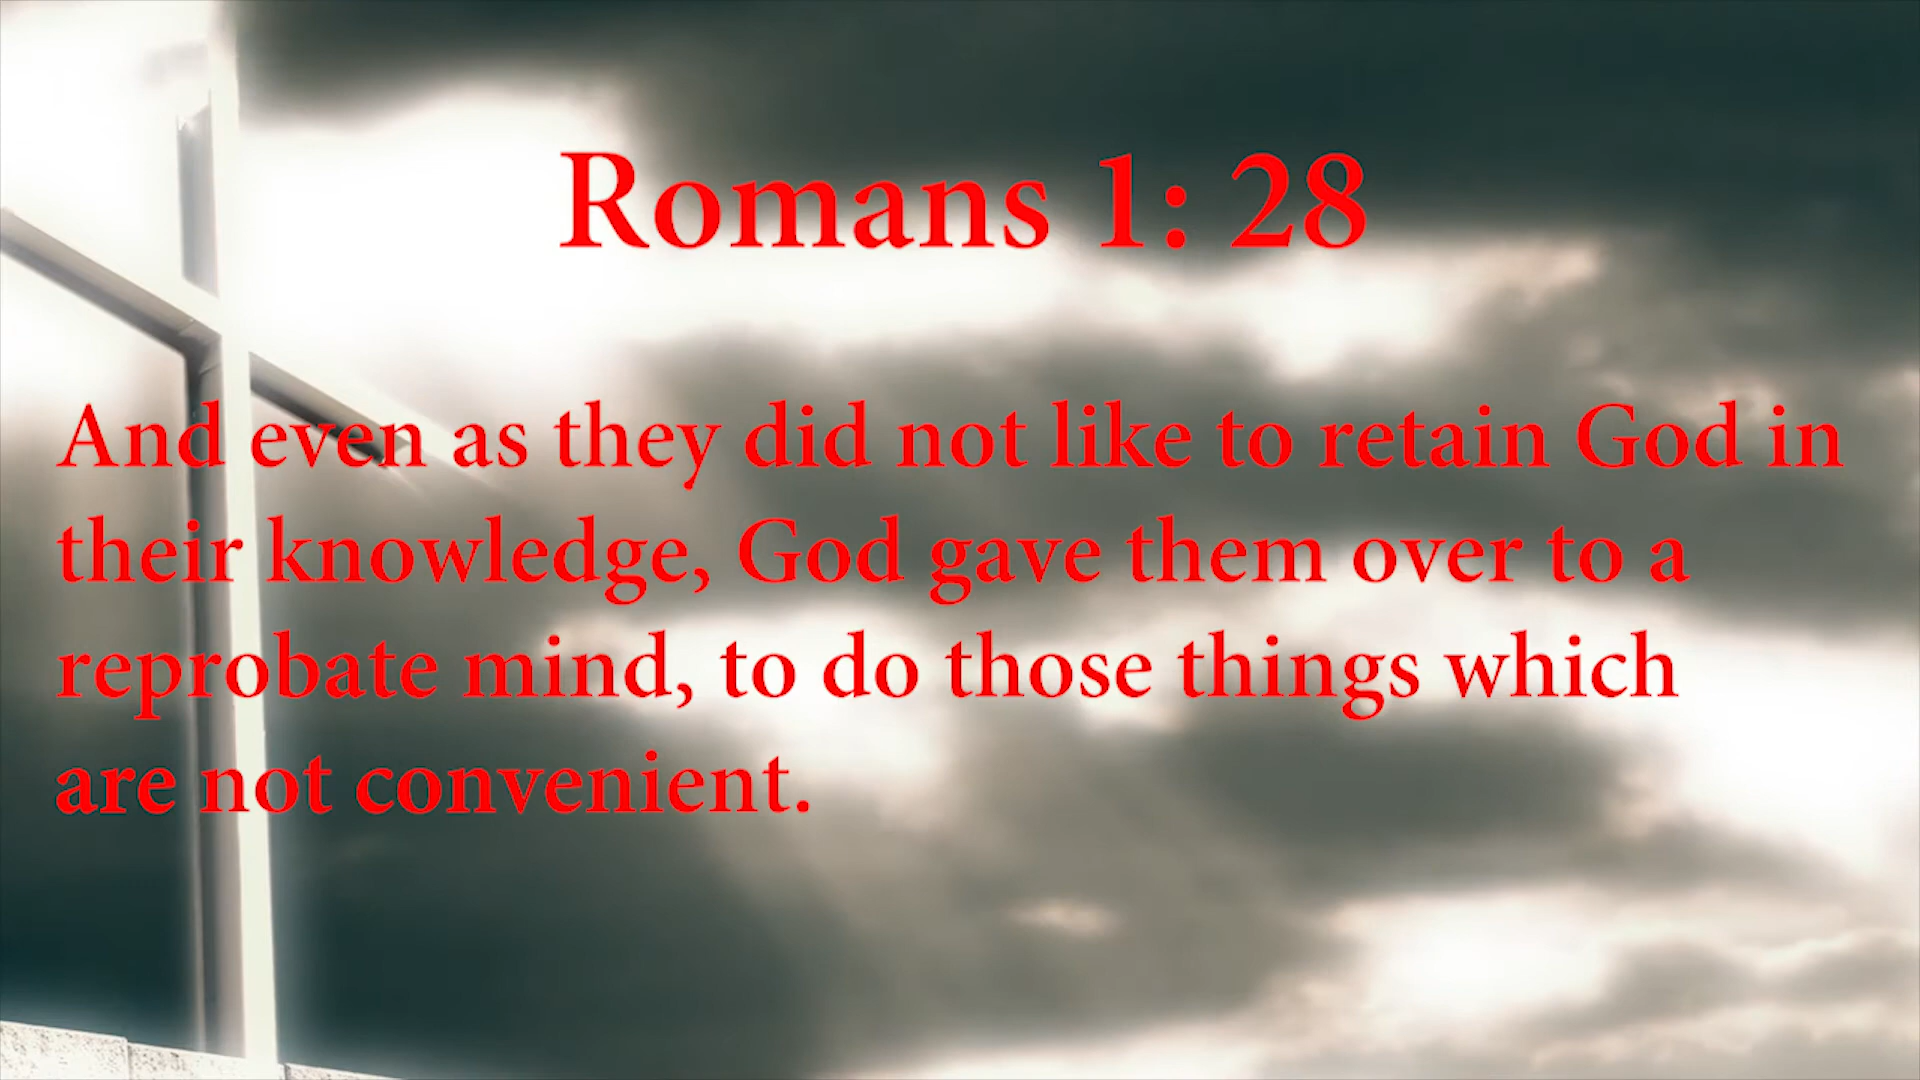 Romans 1: 28
And even as they did not like to retain God in
their knowledge, God gave them over to a
reprobate mind, to do those things which
are not convenient.